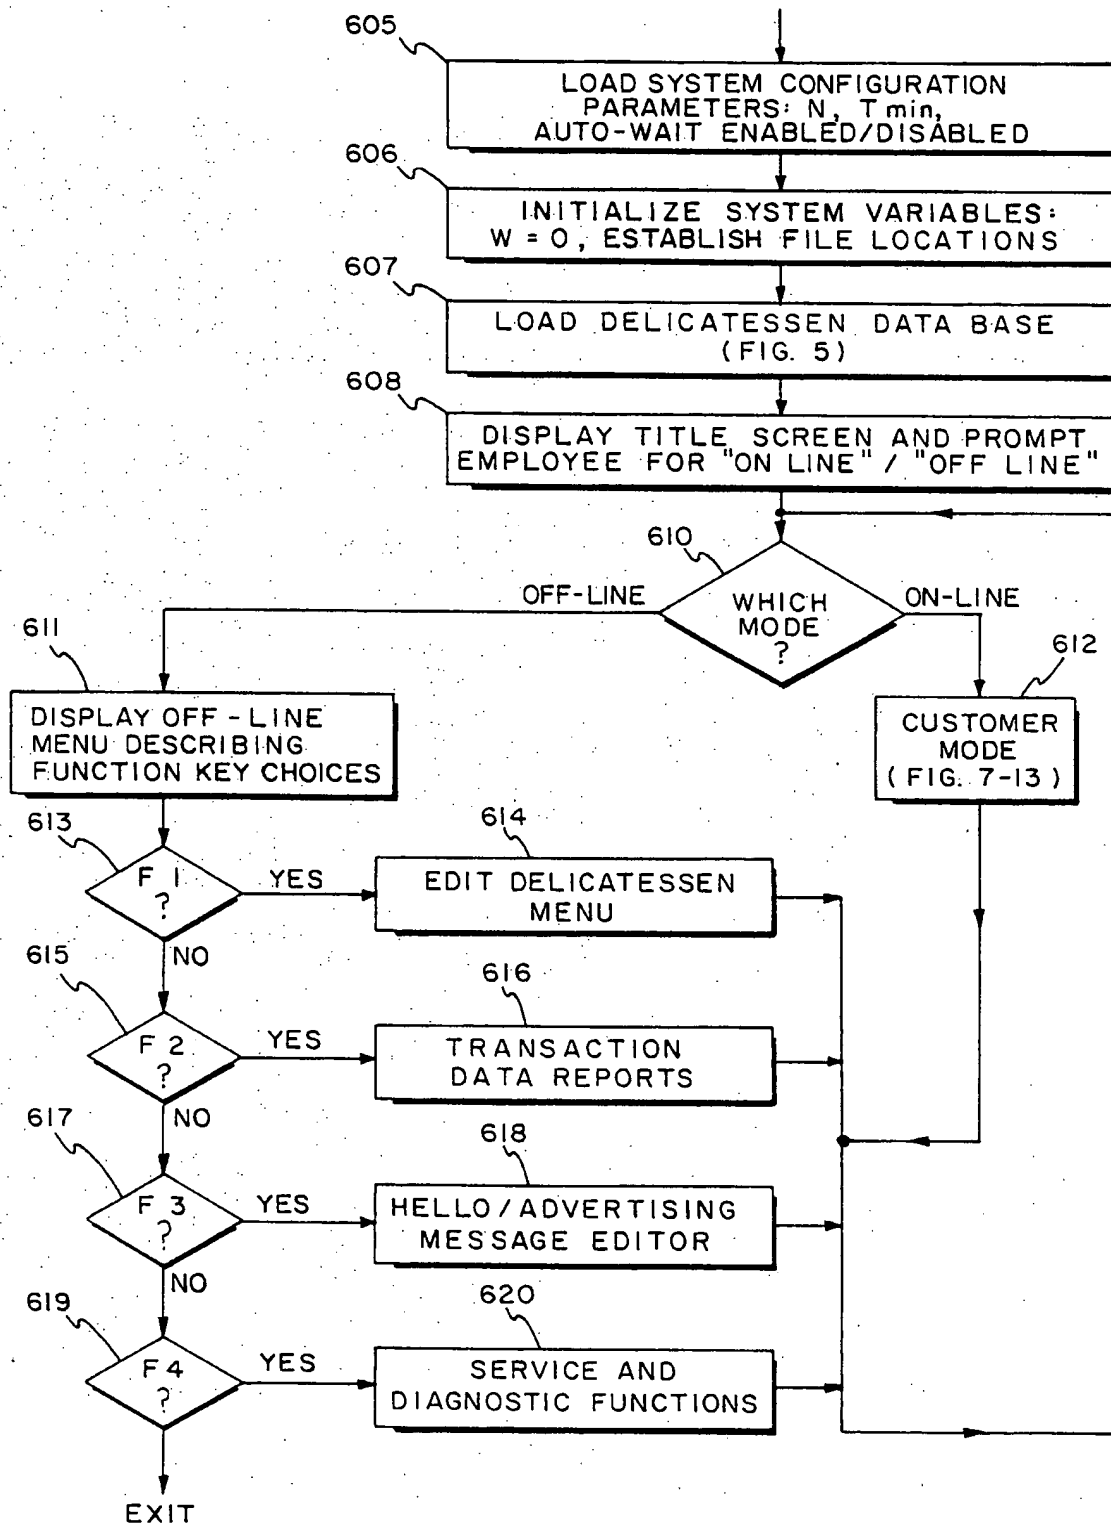 605
LOAD SYSTEM CONFIGURATION
PARAMETERS: N, T min,
AUTO-WAIT ENABLED/DISABLED
606
INITIALIZE SYSTEM VARIABLES:
W = O, ESTABLISH FILE LOCATIONS
607
LOAD DELICATESSEN DATA BASE
(FIG. 5)
608
DISPLAY TITLE SCREEN AND PROMPT
EMPLOYEE FOR "ON LINE" / "OFF LINE"
610
OFF-LINE
WHICH
MODE
?
ON-LINE
611
DISPLAY OFF-LINE
MENU DESCRIBING
FUNCTION KEY CHOICES
612
CUSTOMER
MODE
(FIG. 7-13)
613
F 1
?
YES
NO
614
EDIT DELICATESSEN
MENU
615
F 2
?
YES
NO
616
TRANSACTION
DATA REPORTS
617
F 3
?
YES
NO
618
HELLO/ADVERTISING
MESSAGE EDITOR
619
F 4
?
YES
620
SERVICE AND
DIAGNOSTIC FUNCTIONS
EXIT